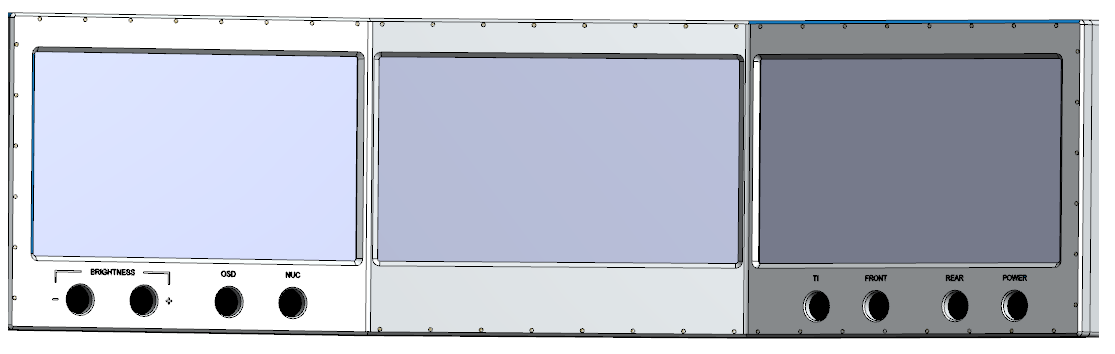 BRIGHTNESS OSD NUC
- +
TI FRONT REAR POWER